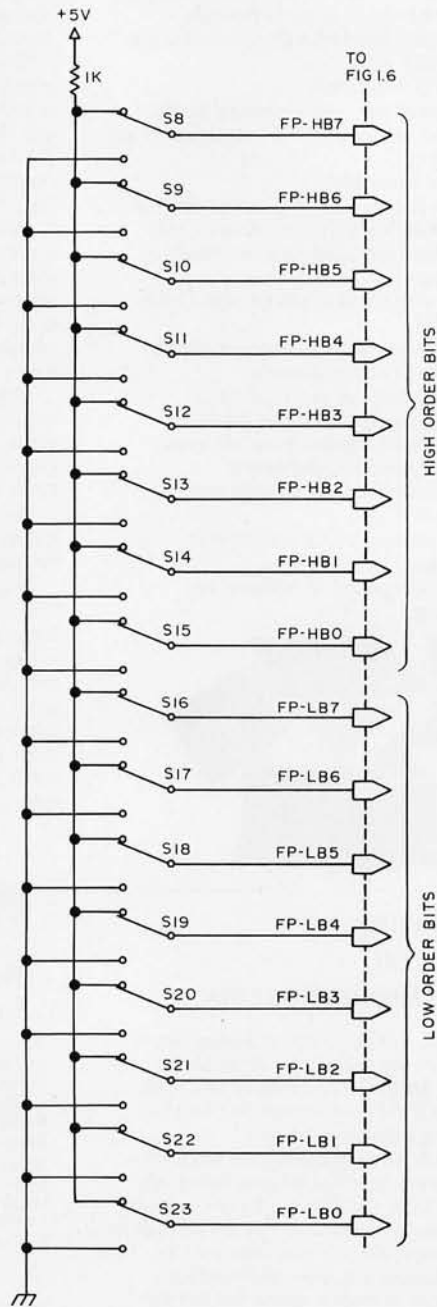 +5V
1K
TO
FIG 1.6
S8 FP-HB7
S9 FP-HB6
S10 FP-HB5
S11 FP-HB4
S12 FP-HB3
S13 FP-HB2
S14 FP-HB1
S15 FP-HB0
HIGH ORDER BITS
S16 FP-LB7
S17 FP-LB6
S18 FP-LB5
S19 FP-LB4
S20 FP-LB3
S21 FP-LB2
S22 FP-LB1
S23 FP-LB0
LOW ORDER BITS